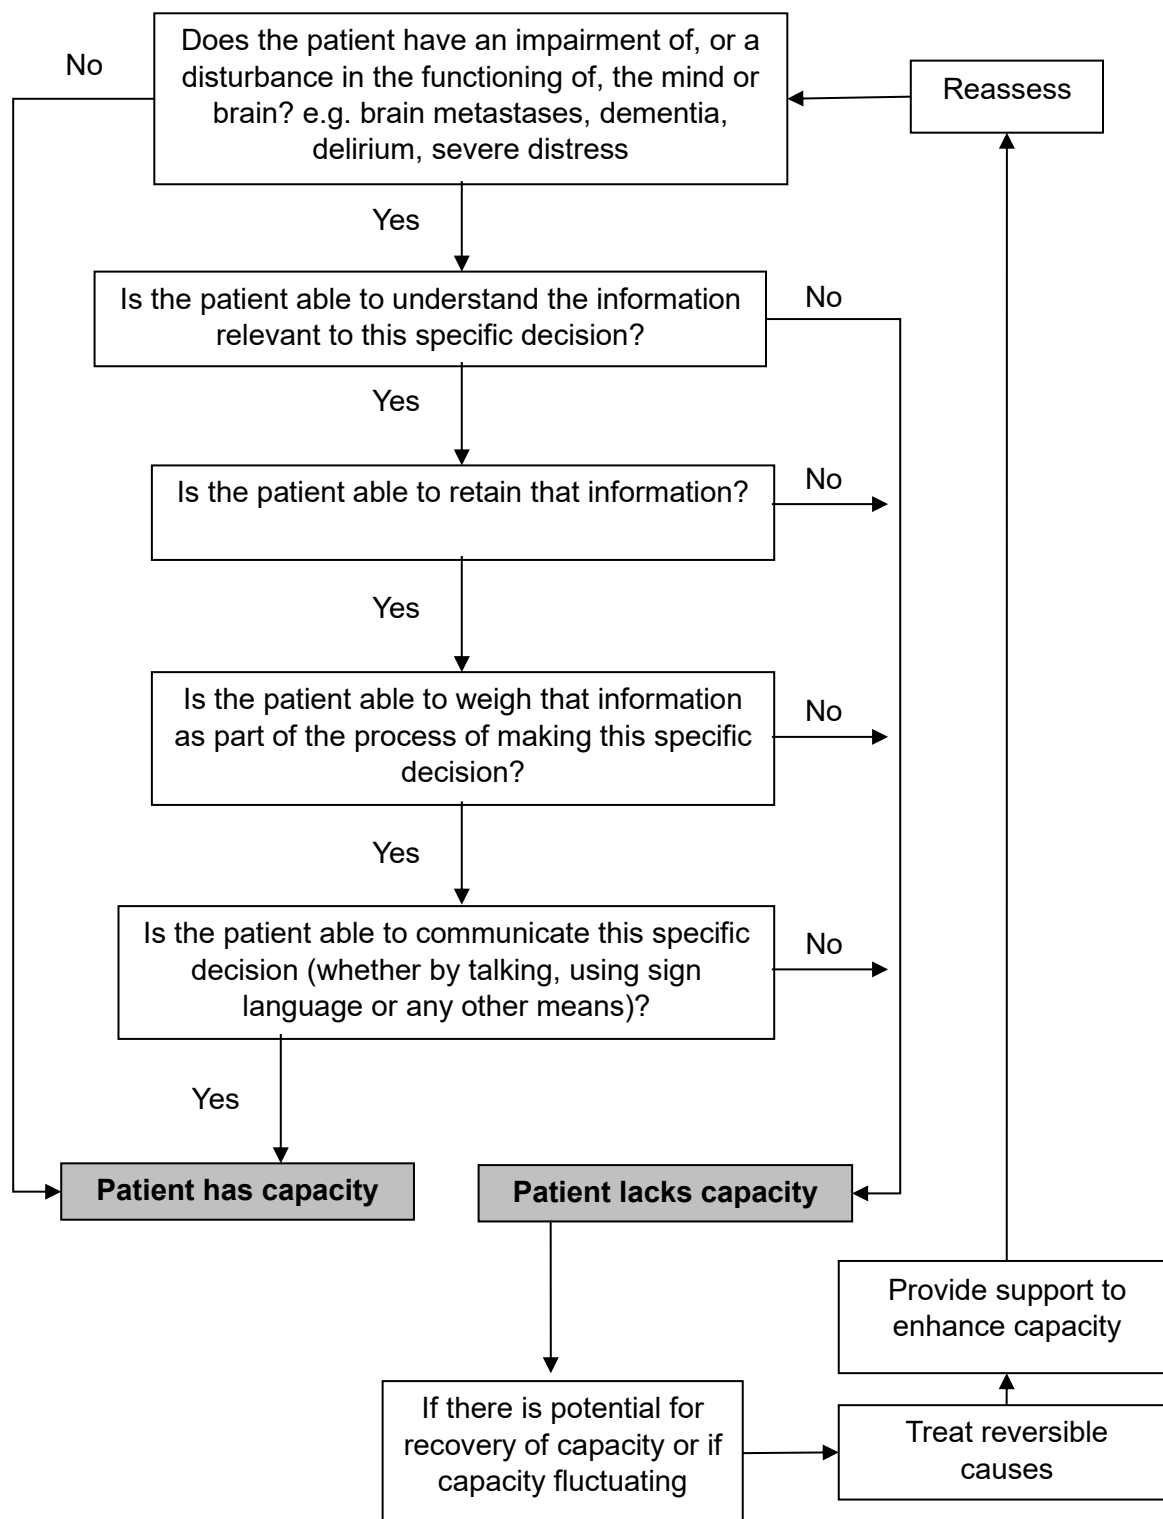 No
Does the patient have an impairment of, or a
disturbance in the functioning of, the mind or
brain? e.g. brain metastases, dementia,
delirium, severe distress
Reassess
Yes
Is the patient able to understand the information
relevant to this specific decision?
No
Yes
Is the patient able to retain that information?
No
Yes
Is the patient able to weigh that information
as part of the process of making this specific
decision?
No
Yes
Is the patient able to communicate this specific
decision (whether by talking, using sign
language or any other means)?
No
Yes
Patient has capacity
Patient lacks capacity
Provide support to
enhance capacity
If there is potential for
recovery of capacity or if
capacity fluctuating
Treat reversible
causes